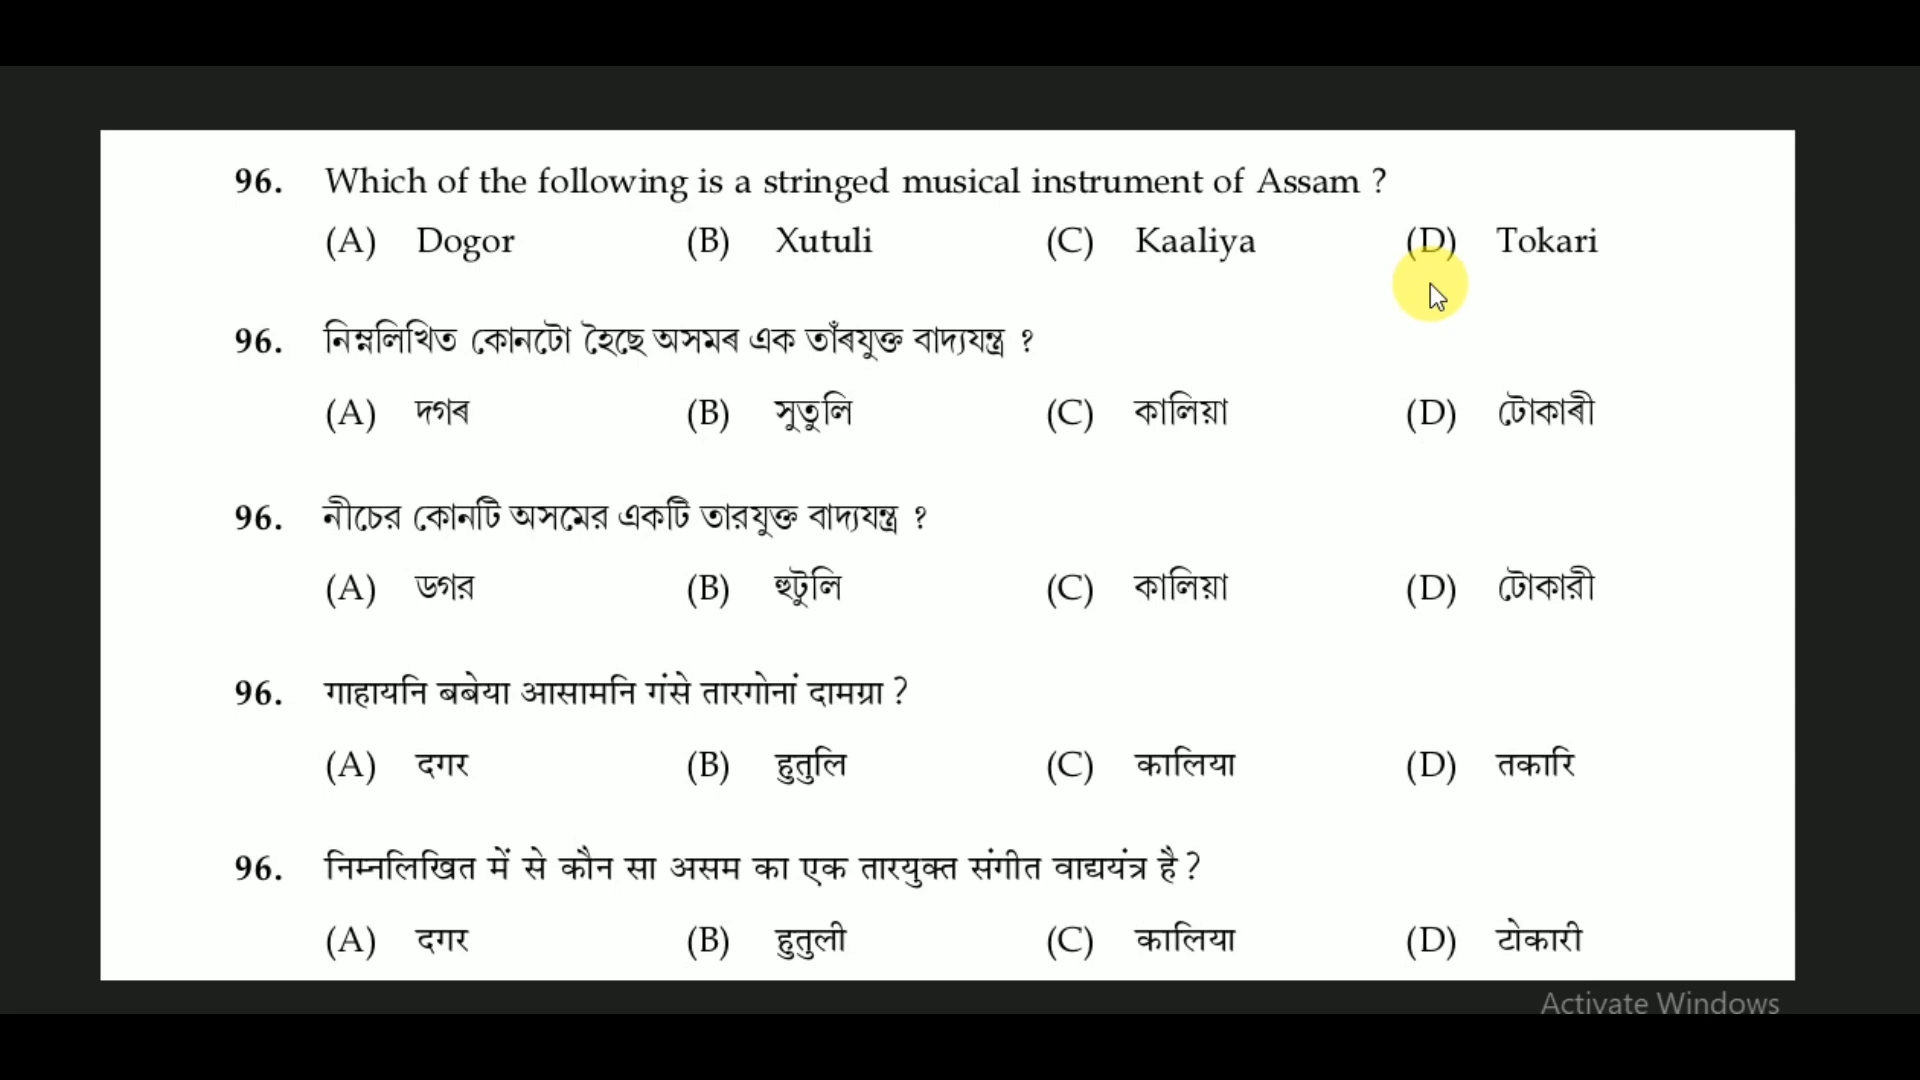 96. Which of the following is a stringed musical instrument of Assam ?
(A) Dogor (B) Xutuli (C) Kaaliya (D) Tokari
96. নিম্নলিখিত কোনটো হৈছে অসমৰ এক তাঁৰযুক্ত বাদ্যযন্ত্ৰ ?
(A) দগৰ (B) সুতুলি (C) কালিয়া (D) টোকাৰী
96. নীচের কোনটি অসমের একটি তারযুক্ত বাদ্যযন্ত্র ?
(A) ডগর (B) হুটুলি (C) কালিয়া (D) টোকারী
96. गाहायनि बबेया आसामनि गंसे तारगोनां दामग्रा ?
(A) दगर (B) हुतुलि (C) कालिया (D) तकारि
96. निम्नलिखित में से कौन सा असम का एक तारयुक्त संगीत वाद्ययंत्र है ?
(A) दगर (B) हुतुली (C) कालिया (D) टोकारी
Activate Windows